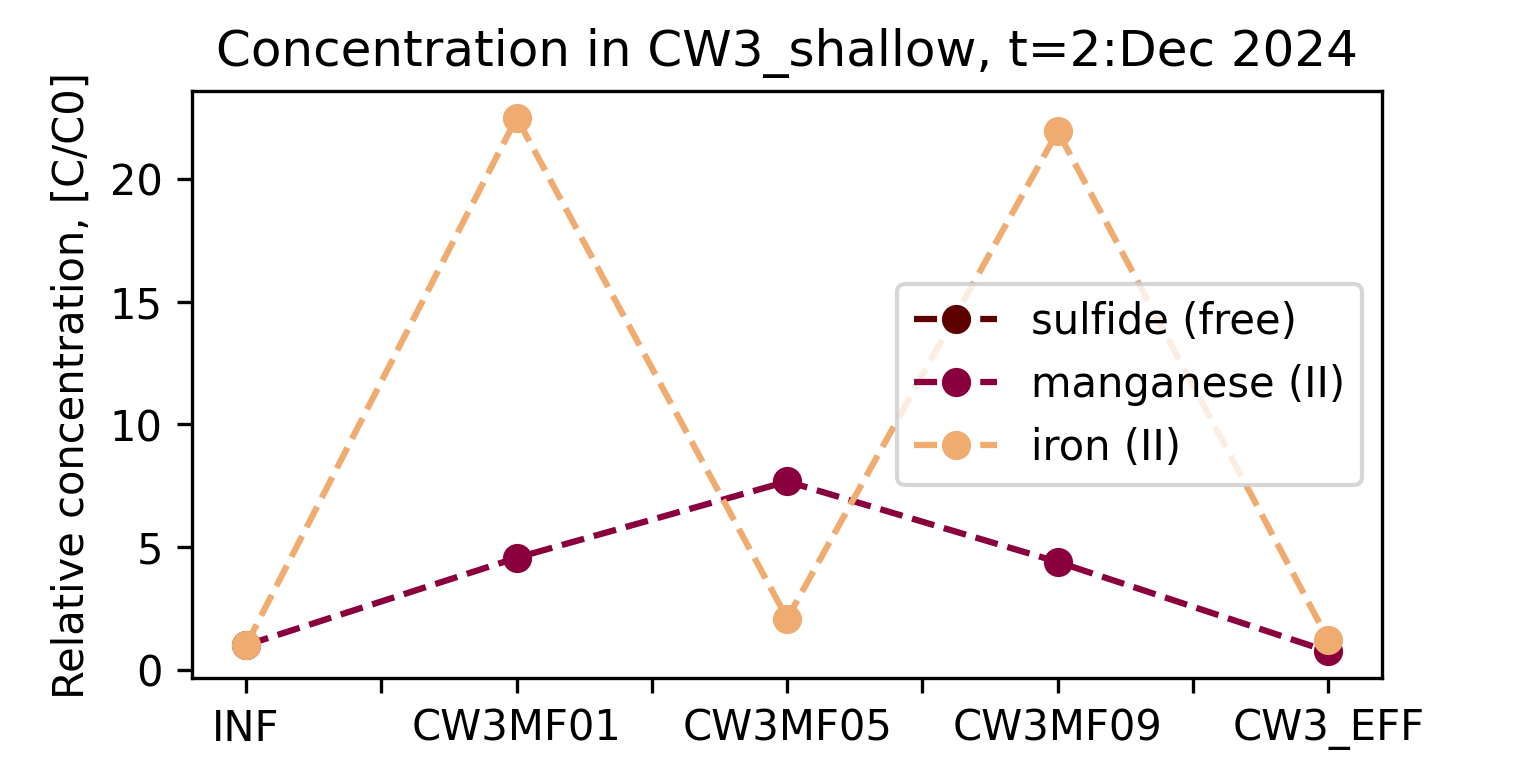 Concentration in CW3_shallow, t=2:Dec 2024
Relative concentration, [C/C0]
20
15
10
5
0
sulfide (free)
manganese (II)
iron (II)
INF CW3MF01 CW3MF05 CW3MF09 CW3_EFF